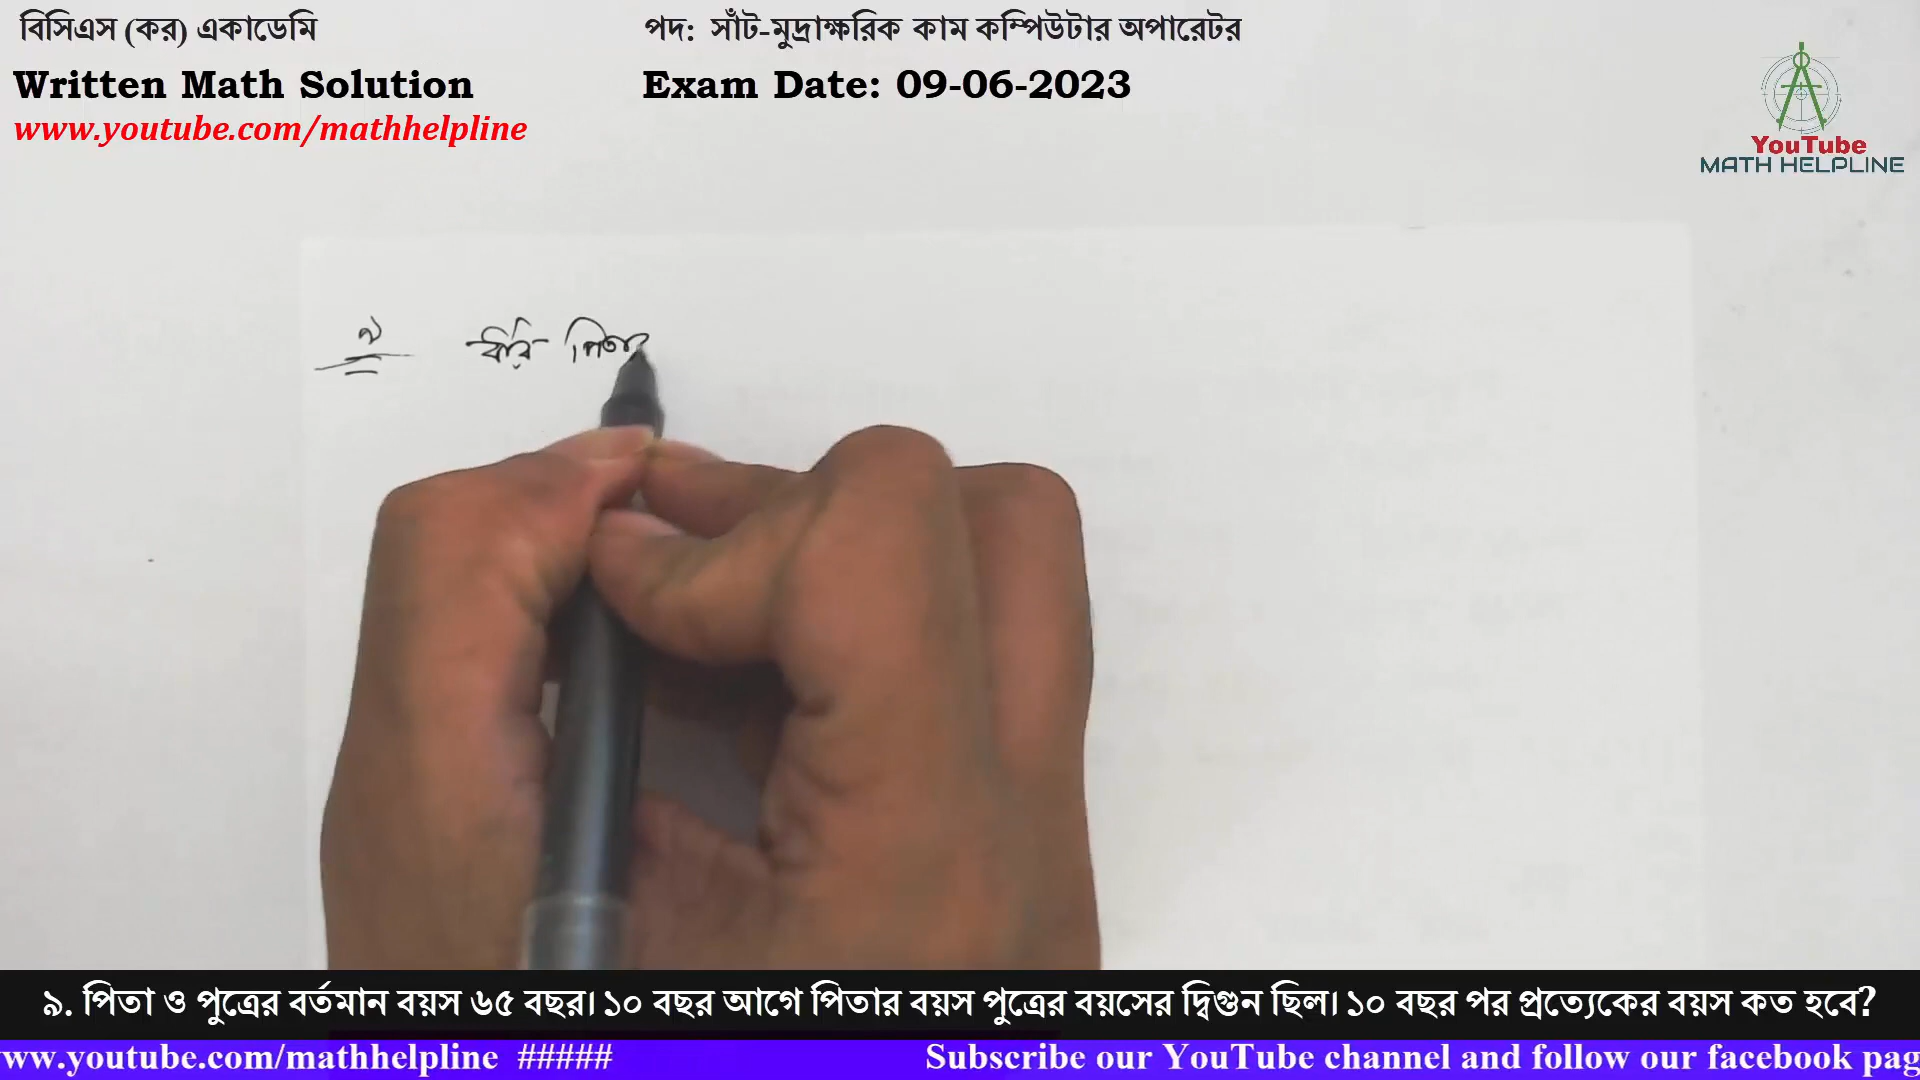 বিসিএস (কর) একাডেমি
পদ: সাঁট-মুদ্রাক্ষরিক কাম কম্পিউটার অপারেটর
Written Math Solution
Exam Date: 09-06-2023
www.youtube.com/mathhelpline
YouTube
MATH HELPLINE
৯ ধরি পিতার
৯. পিতা ও পুত্রের বর্তমান বয়স ৬৫ বছর। ১০ বছর আগে পিতার বয়স পুত্রের বয়সের দ্বিগুন ছিল। ১০ বছর পর প্রত্যেকের বয়স কত হবে?
ww.youtube.com/mathhelpline ##### Subscribe our YouTube channel and follow our facebook pag